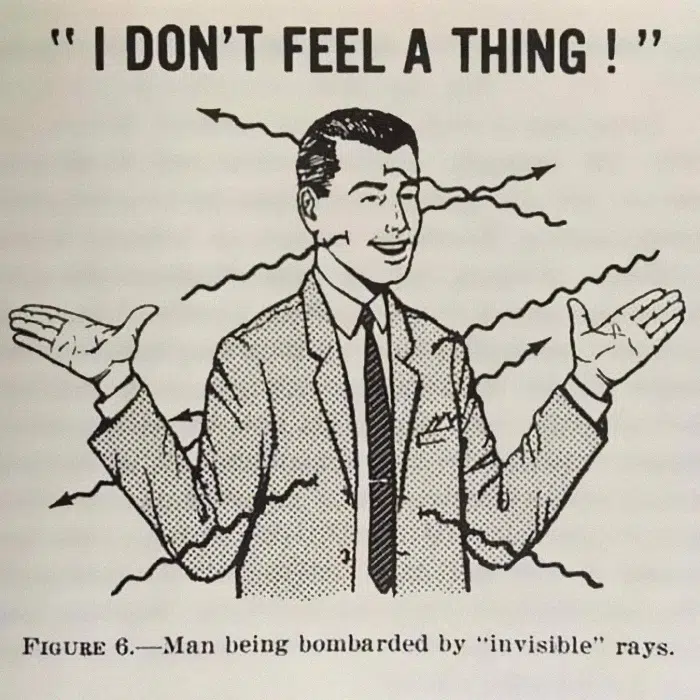 “ I DON'T FEEL A THING ! ”
FIGURE 6.—Man being bombarded by “invisible” rays.